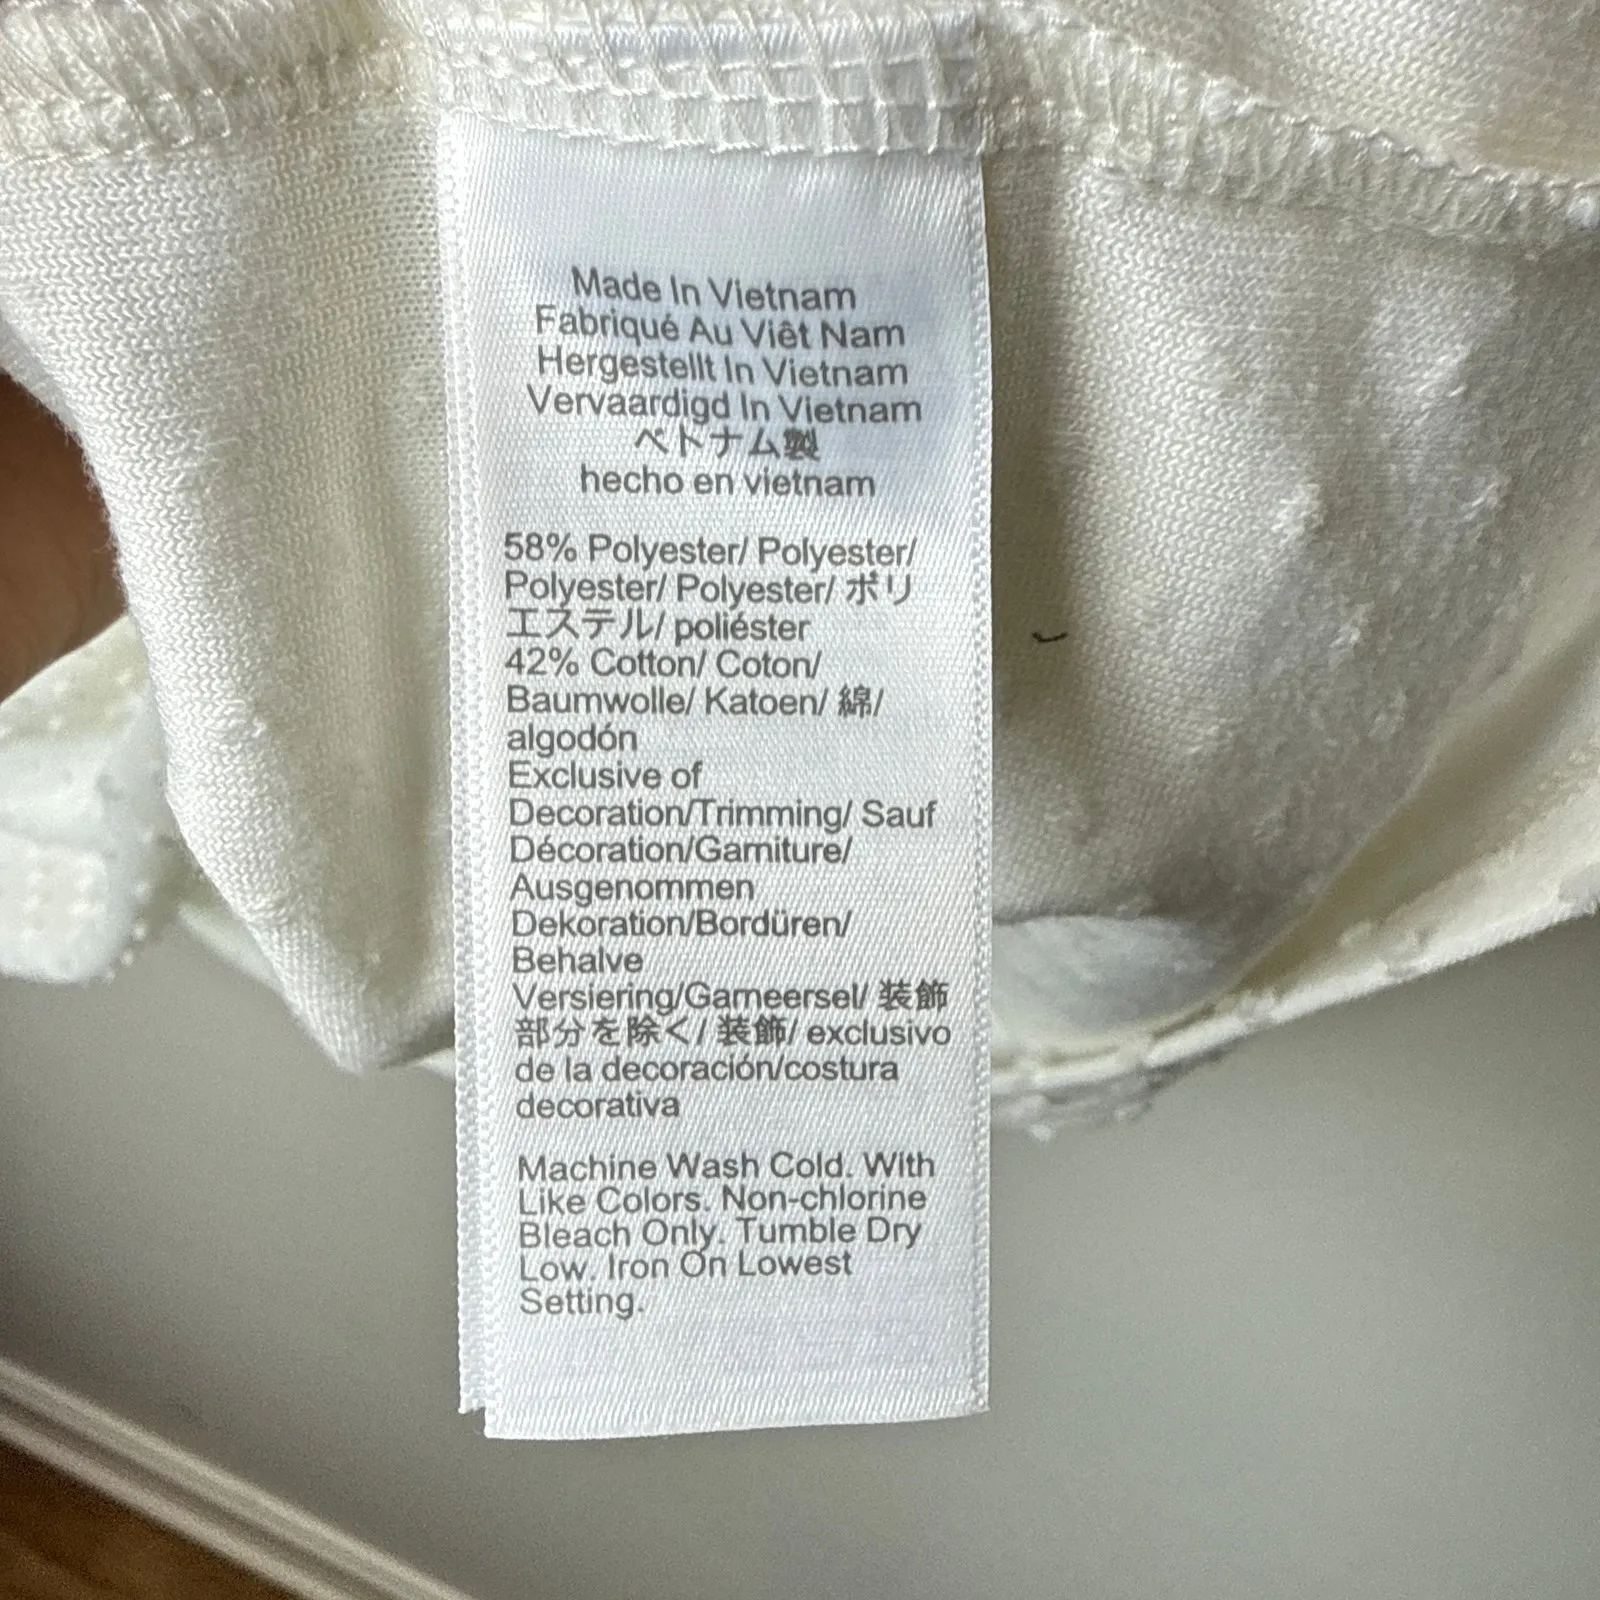 Made In Vietnam
Fabriqué Au Viêt Nam
Hergestellt In Vietnam
Vervaardigd In Vietnam
ベトナム製
hecho en vietnam
58% Polyester/ Polyester/
Polyester/ Polyester/ ポリ
エステル/ poliéster
42% Cotton/ Coton/
Baumwolle/ Katoen/ 綿/
algodón
Exclusive of
Decoration/Trimming/ Sauf
Décoration/Garniture/
Ausgenommen
Dekoration/Bordüren/
Behalve
Versiering/Garneersel/ 装飾
部分を除く/ 装飾/ exclusivo
de la decoración/costura
decorativa
Machine Wash Cold. With
Like Colors. Non-chlorine
Bleach Only. Tumble Dry
Low. Iron On Lowest
Setting.